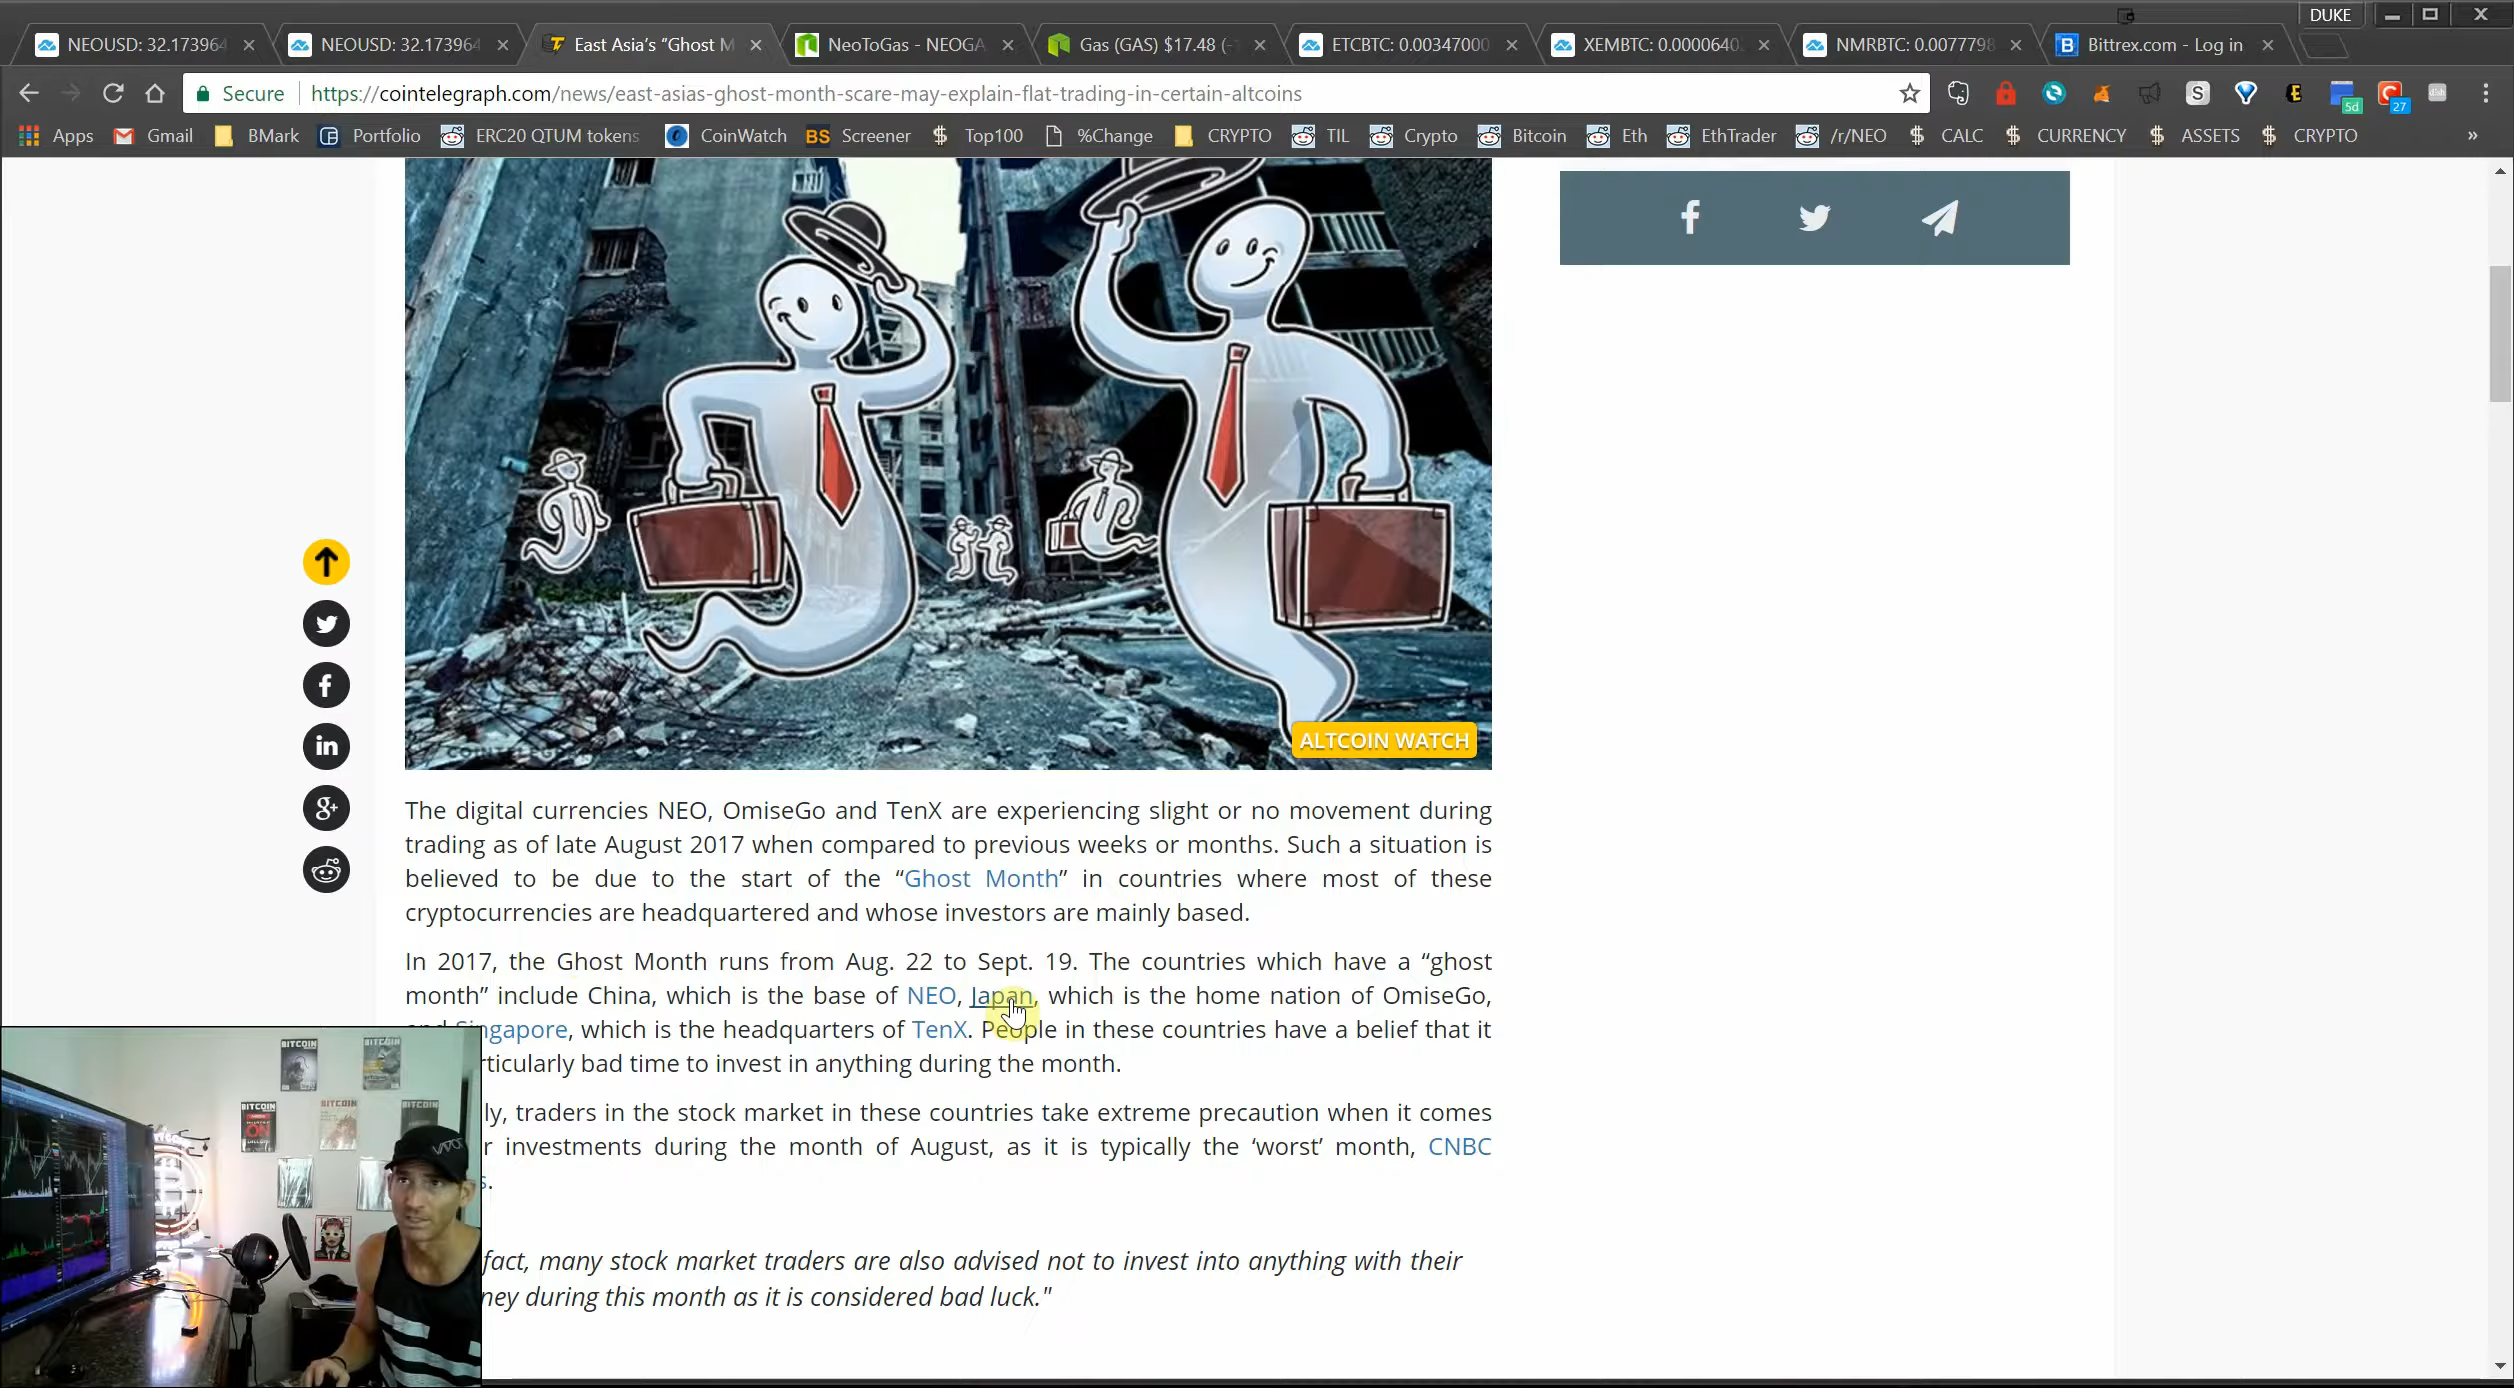 DUKE
NEOUSD: 32.173964
NEOUSD: 32.173964
East Asia's "Ghost M
NeoToGas - NEOGA
Gas (GAS) $17.48 (-
ETCBTC: 0.00347000
XEMBTC: 0.0000640
NMRBTC: 0.0077798
Bittrex.com - Log in
Secure
https://cointelegraph.com/news/east-asias-ghost-month-scare-may-explain-flat-trading-in-certain-altcoins
5d
27
Apps
Gmail
BMark
Portfolio
ERC20 QTUM tokens
CoinWatch
BS Screener
Top100
%Change
CRYPTO
TIL
Crypto
Bitcoin
Eth
EthTrader
/r/NEO
CALC
CURRENCY
ASSETS
CRYPTO
ALTCOIN WATCH
The digital currencies NEO, OmiseGo and TenX are experiencing slight or no movement during
trading as of late August 2017 when compared to previous weeks or months. Such a situation is
believed to be due to the start of the “Ghost Month” in countries where most of these
cryptocurrencies are headquartered and whose investors are mainly based.
In 2017, the Ghost Month runs from Aug. 22 to Sept. 19. The countries which have a “ghost
month” include China, which is the base of NEO, Japan, which is the home nation of OmiseGo,
Singapore, which is the headquarters of TenX. People in these countries have a belief that it
rticularly bad time to invest in anything during the month.
ly, traders in the stock market in these countries take extreme precaution when it comes
r investments during the month of August, as it is typically the ‘worst’ month, CNBC
s.
fact, many stock market traders are also advised not to invest into anything with their
ney during this month as it is considered bad luck."
BITCOIN
BITCOIN
BITCOIN
BITCOIN